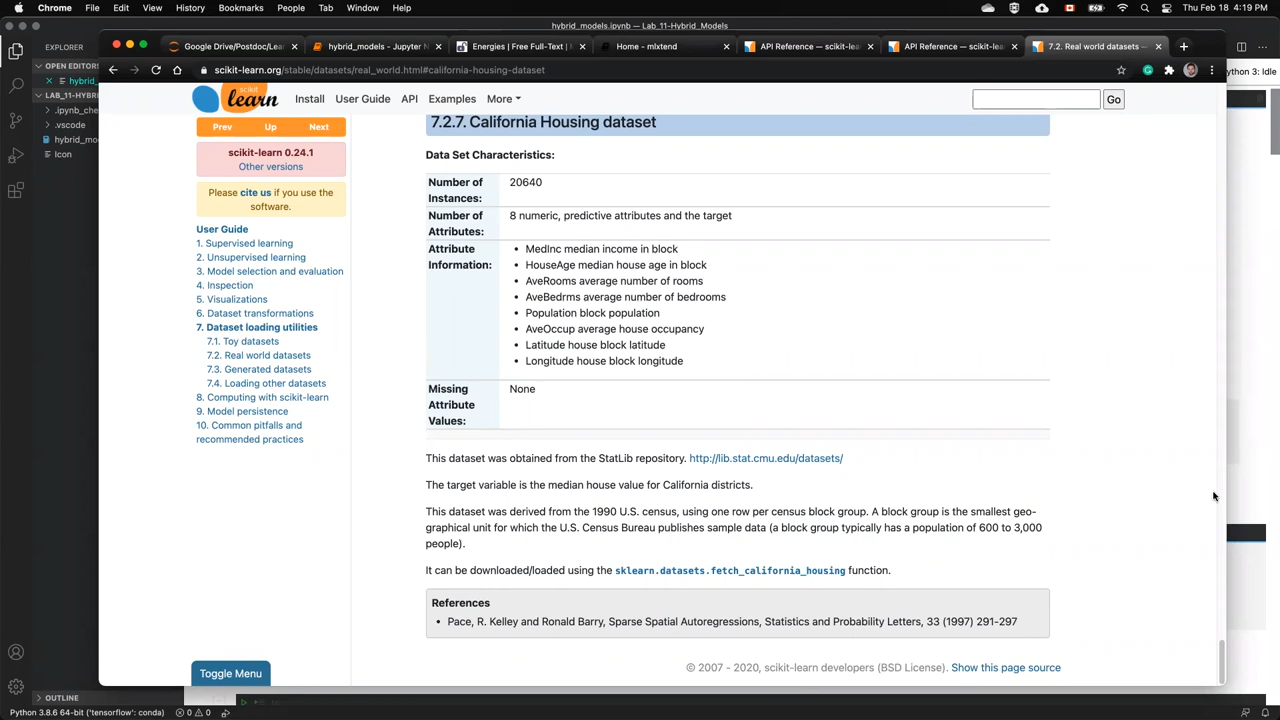 Chrome File Edit View History Bookmarks People Tab Window Help Thu Feb 18 4:19 PM
hybrid_models.ipynb — Lab_11-Hybrid_Models
EXPLORER
Google Drive/Postdoc/Lea
hybrid_models - Jupyter N
Energies | Free Full-Text |
Home - mlxtend
API Reference — scikit-lea
API Reference — scikit-lea
7.2. Real world datasets —
scikit-learn.org/stable/datasets/real_world.html#california-housing-dataset
ython 3: Idle
OPEN EDITORS
hybrid_
LAB_11-HYBRI
.ipynb_che
.vscode
hybrid_mo
Icon
scikit
learn
Install User Guide API Examples More Go
Prev Up Next
scikit-learn 0.24.1
Other versions
Please cite us if you use the
software.
User Guide
1. Supervised learning
2. Unsupervised learning
3. Model selection and evaluation
4. Inspection
5. Visualizations
6. Dataset transformations
7. Dataset loading utilities
7.1. Toy datasets
7.2. Real world datasets
7.3. Generated datasets
7.4. Loading other datasets
8. Computing with scikit-learn
9. Model persistence
10. Common pitfalls and
recommended practices
Toggle Menu
7.2.7. California Housing dataset
Data Set Characteristics:
Number of
Instances:
20640
Number of
Attributes:
8 numeric, predictive attributes and the target
Attribute
Information:
• MedInc median income in block
• HouseAge median house age in block
• AveRooms average number of rooms
• AveBedrms average number of bedrooms
• Population block population
• AveOccup average house occupancy
• Latitude house block latitude
• Longitude house block longitude
Missing
Attribute
Values:
None
This dataset was obtained from the StatLib repository. http://lib.stat.cmu.edu/datasets/
The target variable is the median house value for California districts.
This dataset was derived from the 1990 U.S. census, using one row per census block group. A block group is the smallest geo-
graphical unit for which the U.S. Census Bureau publishes sample data (a block group typically has a population of 600 to 3,000
people).
It can be downloaded/loaded using the sklearn.datasets.fetch_california_housing function.
References
• Pace, R. Kelley and Ronald Barry, Sparse Spatial Autoregressions, Statistics and Probability Letters, 33 (1997) 291-297
© 2007 - 2020, scikit-learn developers (BSD License). Show this page source
OUTLINE
Python 3.8.6 64-bit ('tensorflow': conda) 0 0